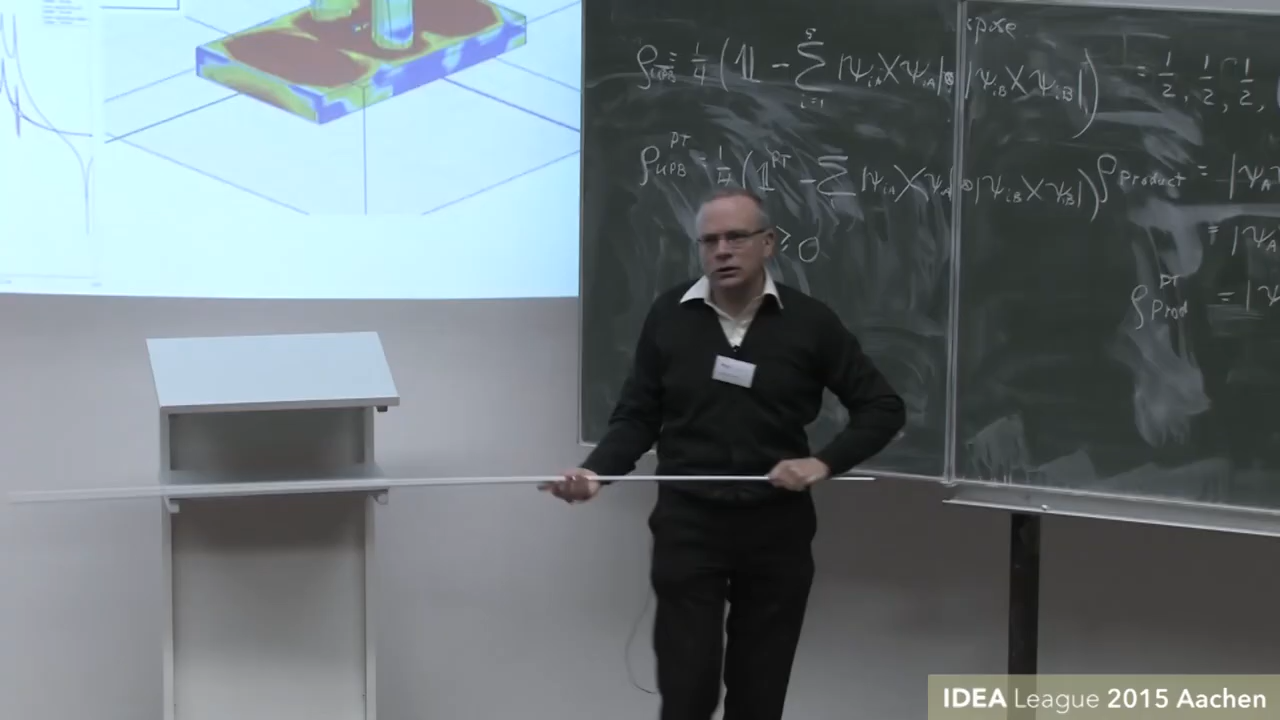 pose
ρ_UPB = 1/4 ( 𝟙 - Σ_{i=1}^{5} |ψ_iA X ψ_iA| ⊗ |ψ_iB X ψ_iB| )
= 1/2, 1/2, 1/2,
ρ_UPB^PT = 1/4 ( 𝟙^PT - Σ |ψ_iA X ψ_iA ⊗ |ψ_iB X ψ_iB| )
≥ 0
ρ_Product = |ψ_A
= |ψ_A
ρ_Prod^PT = |ψ
IDEA League 2015 Aachen